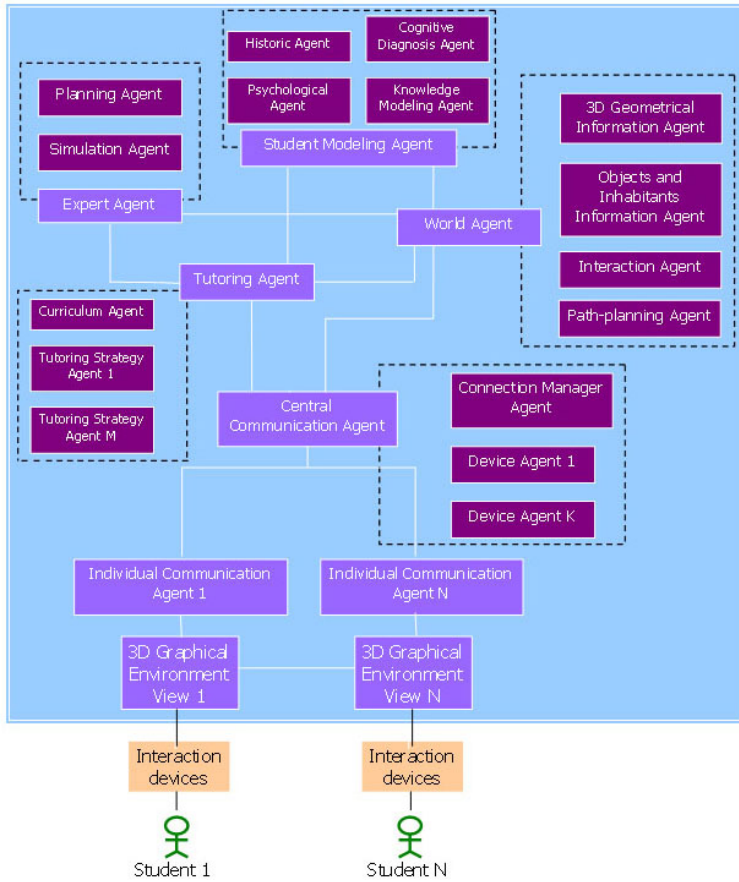 Historic Agent
Cognitive
Diagnosis Agent
Psychological
Agent
Knowledge
Modeling Agent
Student Modeling Agent
Planning Agent
Simulation Agent
Expert Agent
3D Geometrical
Information Agent
Objects and
Inhabitants
Information Agent
Interaction Agent
Path-planning Agent
World Agent
Tutoring Agent
Curriculum Agent
Tutoring Strategy
Agent 1
Tutoring Strategy
Agent M
Central
Communication Agent
Connection Manager
Agent
Device Agent 1
Device Agent K
Individual Communication
Agent 1
Individual Communication
Agent N
3D Graphical
Environment
View 1
3D Graphical
Environment
View N
Interaction
devices
Interaction
devices
Student 1
Student N